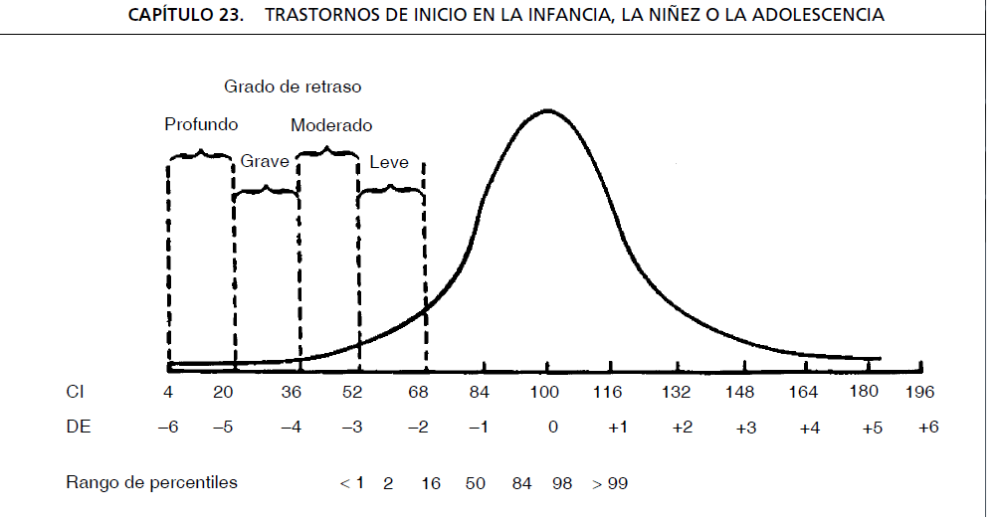 CAPÍTULO 23. TRASTORNOS DE INICIO EN LA INFANCIA, LA NIÑEZ O LA ADOLESCENCIA
Grado de retraso
Profundo Moderado
Grave Leve
CI 4 20 36 52 68 84 100 116 132 148 164 180 196
DE –6 –5 –4 –3 –2 –1 0 +1 +2 +3 +4 +5 +6
Rango de percentiles < 1 2 16 50 84 98 > 99